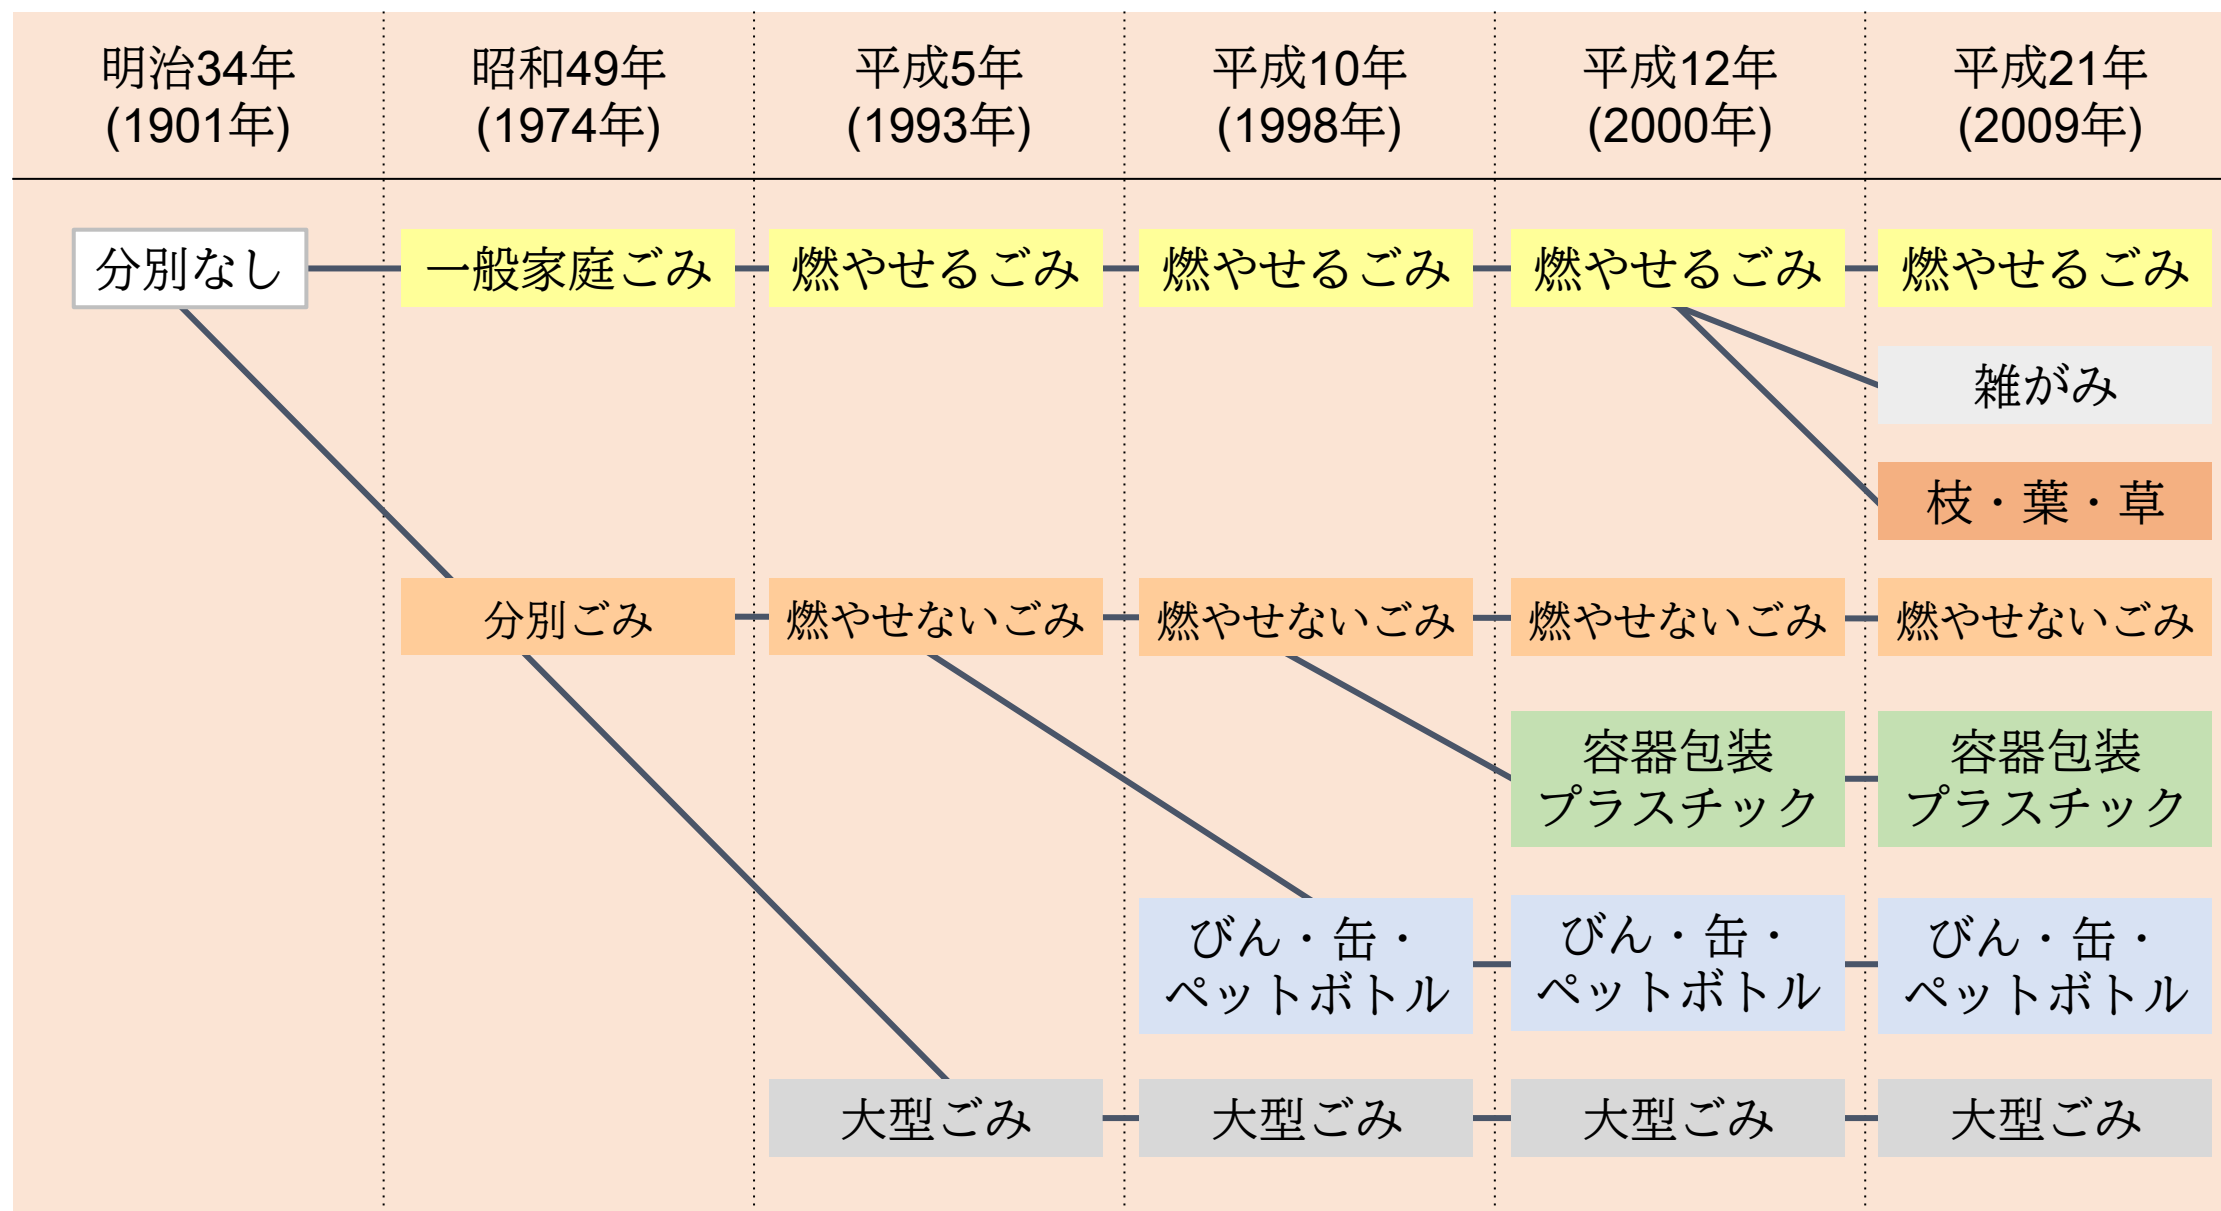 明治34年
(1901年)
昭和49年
(1974年)
平成5年
(1993年)
平成10年
(1998年)
平成12年
(2000年)
平成21年
(2009年)
分別なし
一般家庭ごみ
燃やせるごみ
燃やせるごみ
燃やせるごみ
燃やせるごみ
雑がみ
枝・葉・草
分別ごみ
燃やせないごみ
燃やせないごみ
燃やせないごみ
燃やせないごみ
容器包装
プラスチック
容器包装
プラスチック
びん・缶・
ペットボトル
びん・缶・
ペットボトル
びん・缶・
ペットボトル
大型ごみ
大型ごみ
大型ごみ
大型ごみ